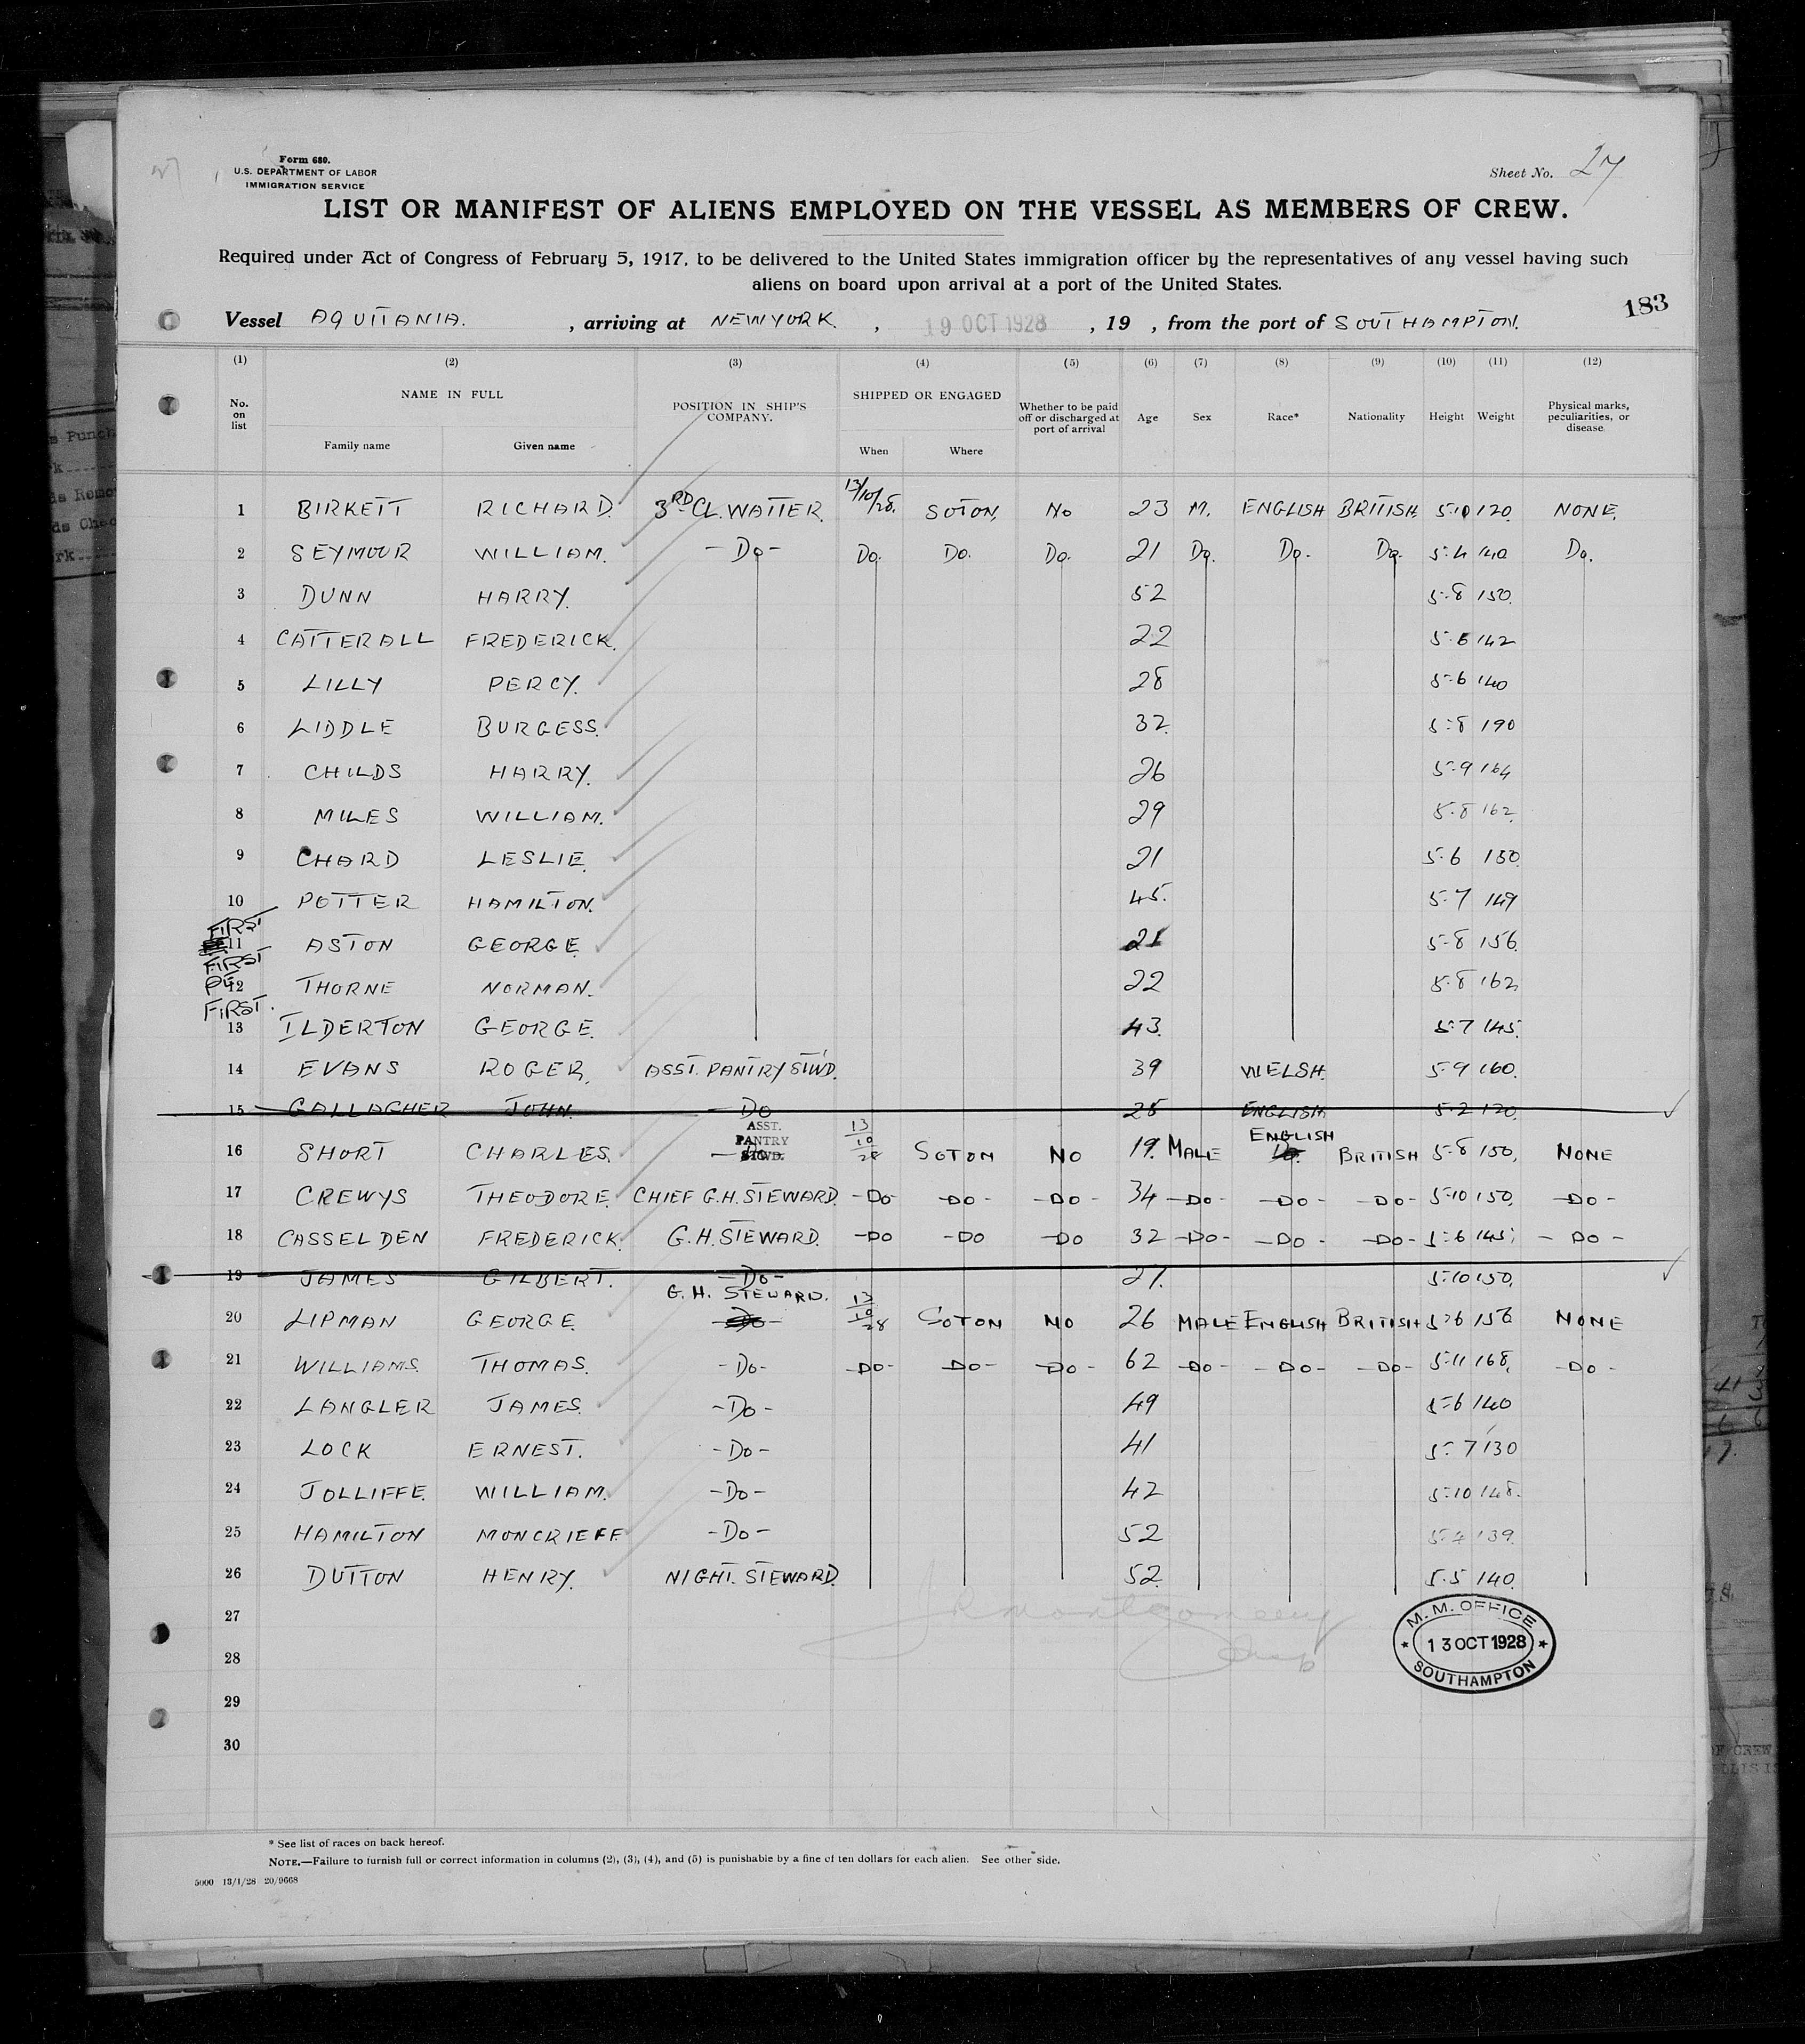 Form 680.
U.S. DEPARTMENT OF LABOR
IMMIGRATION SERVICE
Sheet No. 27
LIST OR MANIFEST OF ALIENS EMPLOYED ON THE VESSEL AS MEMBERS OF CREW.
Required under Act of Congress of February 5, 1917, to be delivered to the United States immigration officer by the representatives of any vessel having such
aliens on board upon arrival at a port of the United States.
183
Vessel AQUITANIA. , arriving at NEW YORK. , 19 OCT 1928 , 19 , from the port of SOUTHAMPTON.
(1) (2) (3) (4) (5) (6) (7) (8) (9) (10) (11) (12)
No. on list NAME IN FULL Family name Given name POSITION IN SHIP'S COMPANY. SHIPPED OR ENGAGED When Where Whether to be paid off or discharged at port of arrival Age Sex Race* Nationality Height Weight Physical marks, peculiarities, or disease.
1 BIRKETT RICHARD. 3RD CL. WAITER. 13/10/28. SOTON, No 23 M. ENGLISH BRITISH 5:10 120. NONE.
2 SEYMOUR WILLIAM. -Do- Do. Do. Do. 21 Do. Do. Do. 5:4 140 Do.
3 DUNN HARRY. 52 5:8 150.
4 CATTERALL FREDERICK. 22 5:6 142
5 LILLY PERCY. 28 5:6 140
6 LIDDLE BURGESS. 32. 5:8 190
7 CHILDS HARRY. 26 5:9 164
8 MILES WILLIAM. 29 5:8 162.
9 CHARD LESLIE. 21 5:6 130.
10 POTTER HAMILTON. 45. 5:7 149
FIRST
11 ASTON GEORGE. 21 5:8 156.
FIRST
12 THORNE NORMAN. 22 5:8 162
FIRST.
13 ILDERTON GEORGE. 43. 5:7 145.
14 EVANS ROGER. ASST. PANTRY STWD. 39 WELSH. 5:9 160.
15 GALLAGHER JOHN. -Do 28 ENGLISH 5:2 120.
ASST. PANTRY STWD. ENGLISH
16 SHORT CHARLES. -Do- 13/10/28 SOTON NO 19. MALE Do. BRITISH 5:8 150, NONE
17 CREWYS THEODORE. CHIEF G.H. STEWARD. -Do- -Do- -Do- 34 -Do- -Do- -Do- 5:10 150, -Do-
18 CASSELDEN FREDERICK. G.H. STEWARD. -Do -Do -Do 32 -Do- -Do- -Do- 5:6 145; -Do-
19 JAMES GILBERT. -Do- 27. 5:10 150.
G.H. STEWARD.
20 LIPMAN GEORGE. -Do- 13/10/28 SOTON NO 26 MALE ENGLISH BRITISH 5:6 156 NONE
21 WILLIAMS. THOMAS. -Do- -Do- -Do- -Do- 62 -Do- -Do- -Do- 5:11 168, -Do-
22 LANGLER JAMES. -Do- 49 5:6 140
23 LOCK ERNEST. -Do- 41 5:7 130
24 JOLLIFFE. WILLIAM. -Do- 42 5:10 148.
25 HAMILTON MONCRIEFF -Do- 52 5:4 139.
26 DUTTON HENRY. NIGHT. STEWARD. 52. 5.5 140.
27
28
29
30
M. M. OFFICE
13 OCT 1928
SOUTHAMPTON
* See list of races on back hereof.
NOTE.—Failure to furnish full or correct information in columns (2), (3), (4), and (5) is punishable by a fine of ten dollars for each alien. See other side.
5000 13/1/28 20/9668